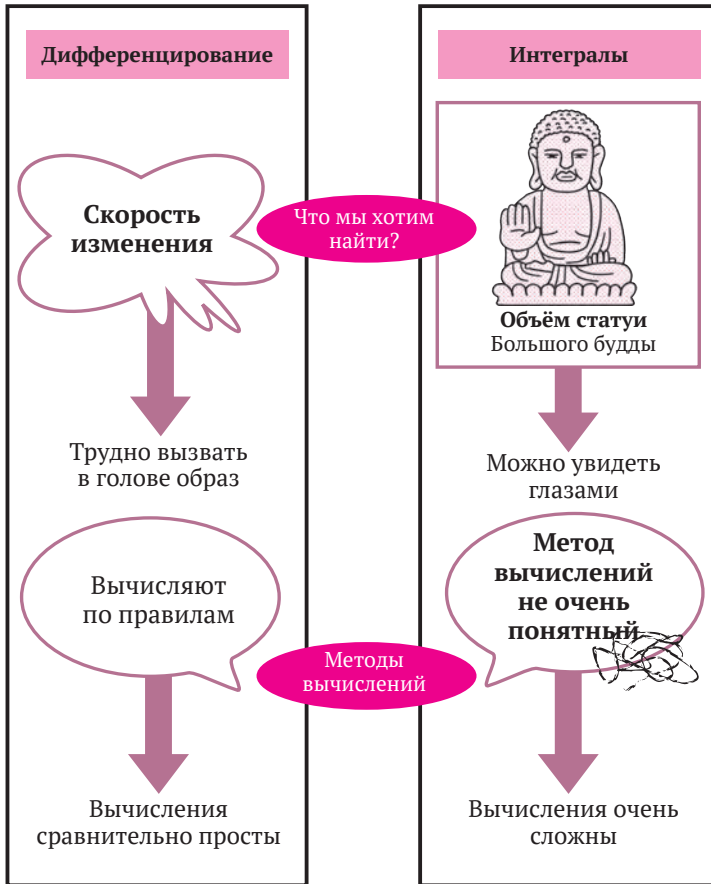 Дифференцирование
Интегралы
Скорость
изменения
Что мы хотим
найти?
Объём статуи
Большого будды
Трудно вызвать
в голове образ
Можно увидеть
глазами
Вычисляют
по правилам
Методы
вычислений
Метод
вычислений
не очень
понятный
Вычисления
сравнительно просты
Вычисления очень
сложны